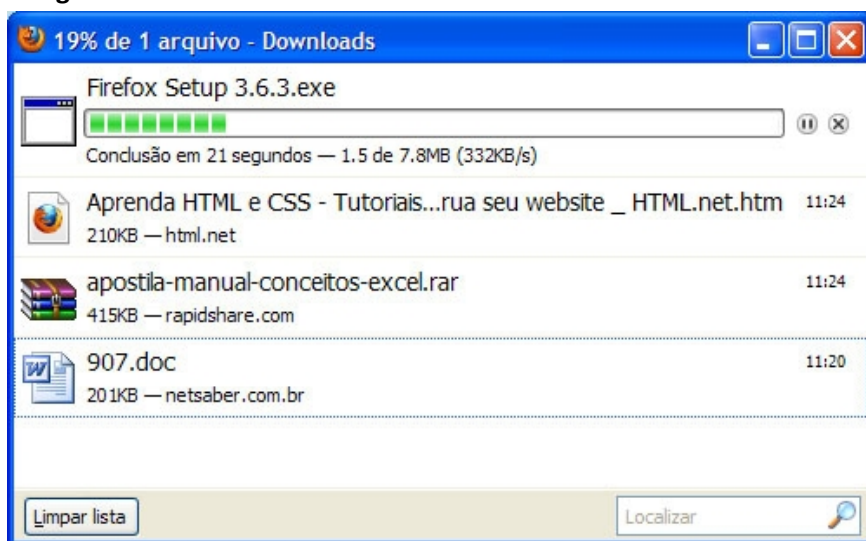 19% de 1 arquivo - Downloads
Firefox Setup 3.6.3.exe
Conclusão em 21 segundos — 1.5 de 7.8MB (332KB/s)
Aprenda HTML e CSS - Tutoriais...rua seu website _ HTML.net.htm 11:24
210KB — html.net
apostila-manual-conceitos-excel.rar 11:24
415KB — rapidshare.com
907.doc 11:20
201KB — netsaber.com.br
Limpar lista Localizar